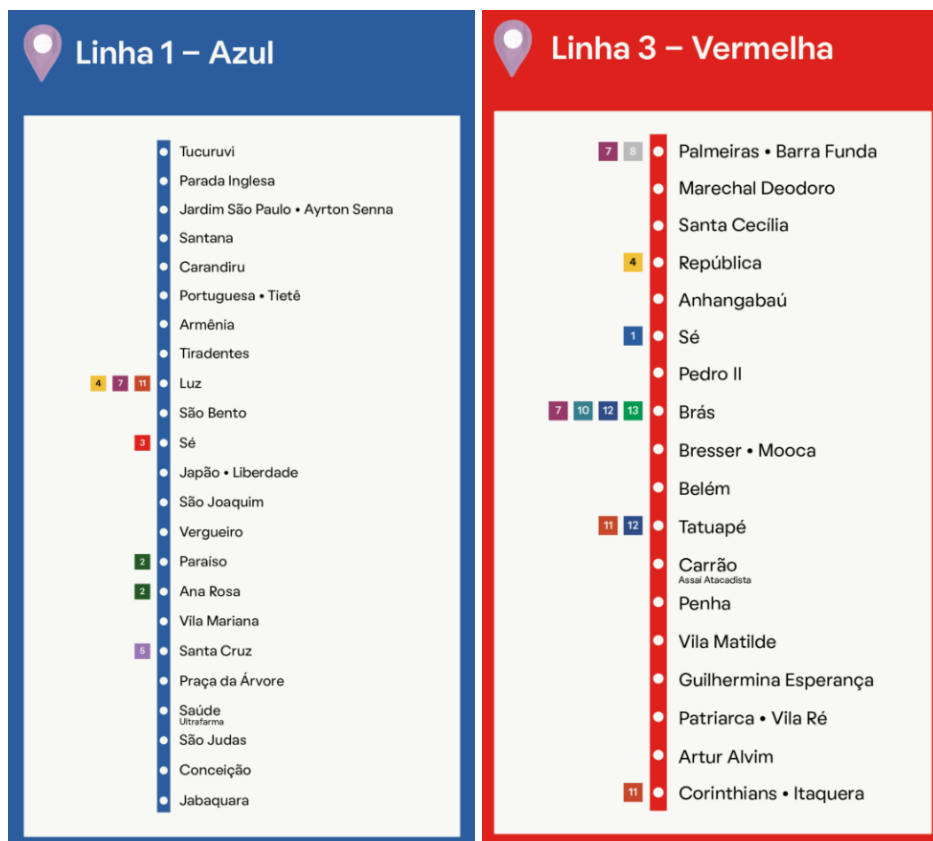 Linha 1 – Azul
Tucuruvi
Parada Inglesa
Jardim São Paulo • Ayrton Senna
Santana
Carandiru
Portuguesa • Tietê
Armênia
Tiradentes
4 7 11 Luz
São Bento
3 Sé
Japão • Liberdade
São Joaquim
Vergueiro
2 Paraíso
2 Ana Rosa
Vila Mariana
5 Santa Cruz
Praça da Árvore
Saúde
Ultrafarma
São Judas
Conceição
Jabaquara
Linha 3 – Vermelha
7 8 Palmeiras • Barra Funda
Marechal Deodoro
Santa Cecília
4 República
Anhangabaú
1 Sé
Pedro II
7 10 12 13 Brás
Bresser • Mooca
Belém
11 12 Tatuapé
Carrão
Assaí Atacadista
Penha
Vila Matilde
Guilhermina Esperança
Patriarca • Vila Ré
Artur Alvim
11 Corinthians • Itaquera